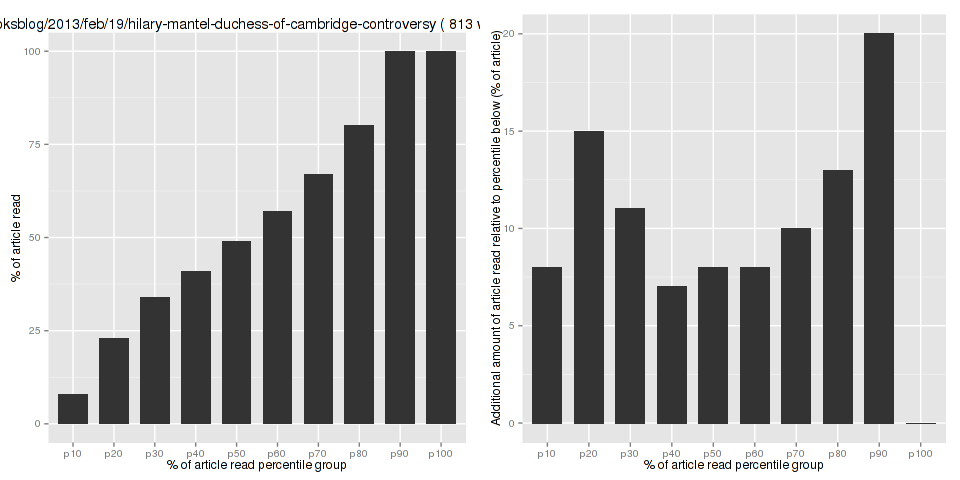 oksblog/2013/feb/19/hilary-mantel-duchess-of-cambridge-controversy ( 813
% of article read
100
75
50
25
0
p10 p20 p30 p40 p50 p60 p70 p80 p90 p100
% of article read percentile group
Additional amount of article read relative to percentile below (% of article)
20
15
10
5
0
p10 p20 p30 p40 p50 p60 p70 p80 p90 p100
% of article read percentile group